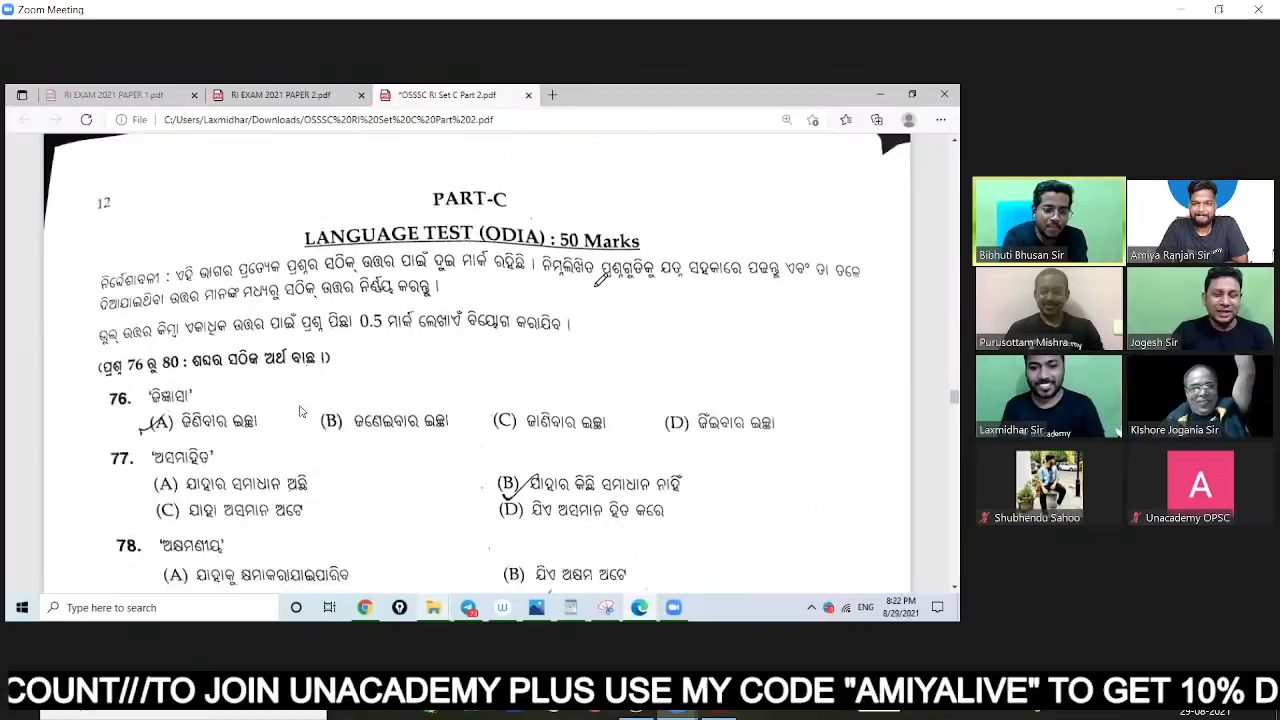 Zoom Meeting
RI EXAM 2021 PAPER 1.pdf
RI EXAM 2021 PAPER 2.pdf
*OSSSC RI Set C Part 2.pdf
File
C:/Users/Laxmidhar/Downloads/OSSSC%20RI%20Set%20C%20Part%202.pdf
12
PART-C
LANGUAGE TEST (ODIA) : 50 Marks
ନିର୍ଦ୍ଦେଶାବଳୀ : ଏହି ଭାଗର ପ୍ରତ୍ୟେକ ପ୍ରଶ୍ନର ସଠିକ୍ ଉତ୍ତର ପାଇଁ ଦୁଇ ମାର୍କ ରହିଛି । ନିମ୍ନଲିଖିତ ପ୍ରଶ୍ନଗୁଡିକୁ ଯତ୍ନ ସହକାରେ ପଢନ୍ତୁ ଏବଂ ତା ତଳେ
ଦିଆଯାଇଥିବା ଉତ୍ତର ମାନଙ୍କ ମଧ୍ୟରୁ ସଠିକ୍ ଉତ୍ତର ନିର୍ଣ୍ଣୟ କରନ୍ତୁ ।
ଭୁଲ୍ ଉତ୍ତର କିମ୍ବା ଏକାଧିକ ଉତ୍ତର ପାଇଁ ପ୍ରଶ୍ନ ପିଛା 0.5 ମାର୍କ ଲେଖାଏଁ ବିୟୋଗ କରାଯିବ ।
(ପ୍ରଶ୍ନ 76 ରୁ 80 : ଶବ୍ଦର ସଠିକ ଅର୍ଥ ବାଛ ।)
76. 'ଜିଜ୍ଞାସା'
(A) ଜିଣିବାର ଇଚ୍ଛା (B) ଜଣେଇବାର ଇଚ୍ଛା (C) ଜାଣିବାର ଇଚ୍ଛା (D) ଜିଁଇବାର ଇଚ୍ଛା
77. 'ଅସମାହିତ'
(A) ଯାହାର ସମାଧାନ ଅଛି (B) ଯାହାର କିଛି ସମାଧାନ ନାହିଁ
(C) ଯାହା ଅସମାନ ଅଟେ (D) ଯିଏ ଅସମାନ ହିତ କରେ
78. 'ଅକ୍ଷମଣୀୟ'
(A) ଯାହାକୁ କ୍ଷମାକରାଯାଇପାରିବ (B) ଯିଏ ଅକ୍ଷମ ଅଟେ
Type here to search
ENG
8:22 PM
8/29/2021
Bibhuti Bhusan Sir
Amiya Ranjan Sir
Purusottam Mishra
Jogesh Sir
Laxmidhar Sir
KIshore Jogania Sir
Shubhendu Sahoo
A
Unacademy OPSC
COUNT///TO JOIN UNACADEMY PLUS USE MY CODE "AMIYALIVE" TO GET 10% D
29-08-2021